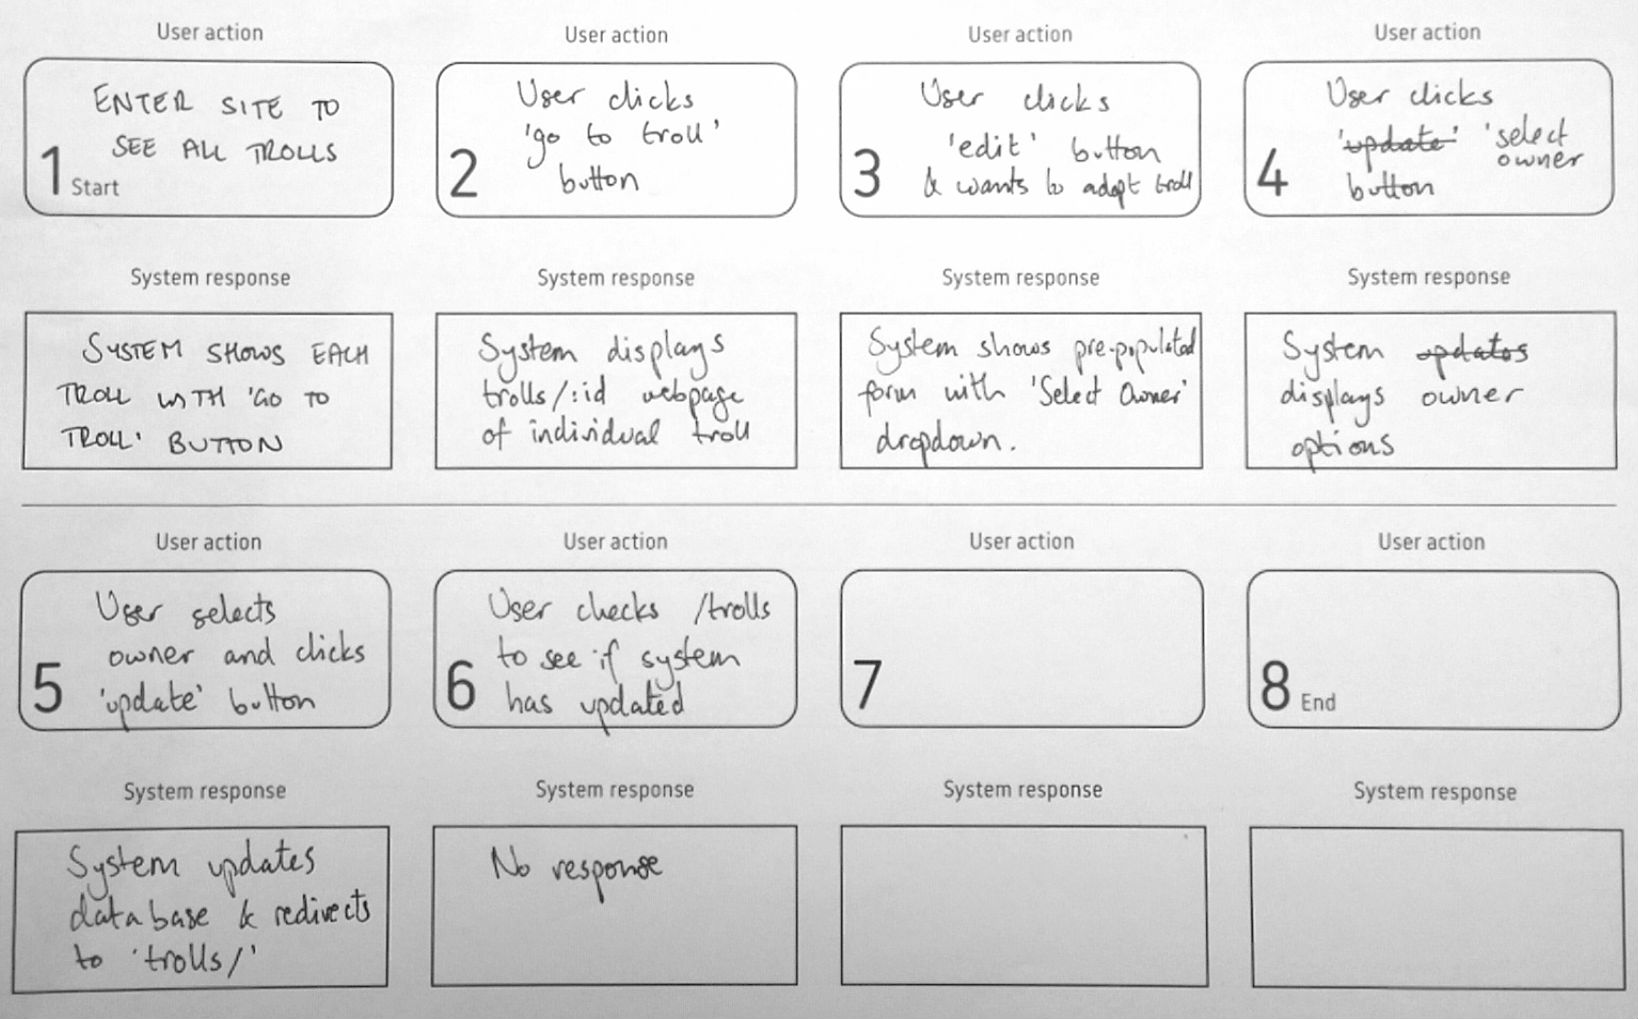 User action
User action
User action
User action
ENTER SITE TO
SEE ALL TROLLS
1 Start
User clicks
'go to troll'
button
2
User clicks
'edit' button
& wants to adopt troll
3
User clicks
'update' 'select
owner
button
4
System response
System response
System response
System response
SYSTEM SHOWS EACH
TROLL WITH 'GO TO
TROLL' BUTTON
System displays
trolls/:id webpage
of individual troll
System shows pre-populated
form with 'Select Owner'
dropdown.
System updates
displays owner
options
User action
User action
User action
User action
User selects
owner and clicks
'update' button
5
User checks /trolls
to see if system
has updated
6
7
8 End
System response
System response
System response
System response
System updates
database & redirects
to 'trolls/'
No response